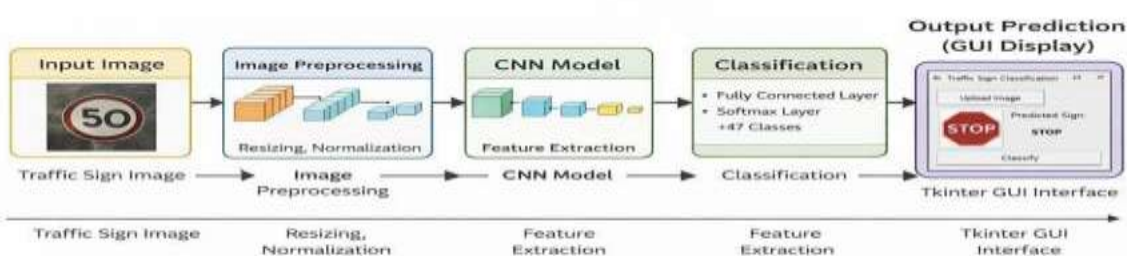 Output Prediction
(GUI Display)
Input Image
50
Traffic Sign Image
Image Preprocessing
Resizing, Normalization
Image
Preprocessing
CNN Model
Feature Extraction
CNN Model
Classification
• Fully Connected Layer
• Softmax Layer
+47 Classes
Classification
Traffic Sign Classification
Upload Image
STOP
Predicted Sign:
STOP
Classify
Tkinter GUI Interface
Traffic Sign Image
Resizing,
Normalization
Feature
Extraction
Feature
Extraction
Tkinter GUI
Interface